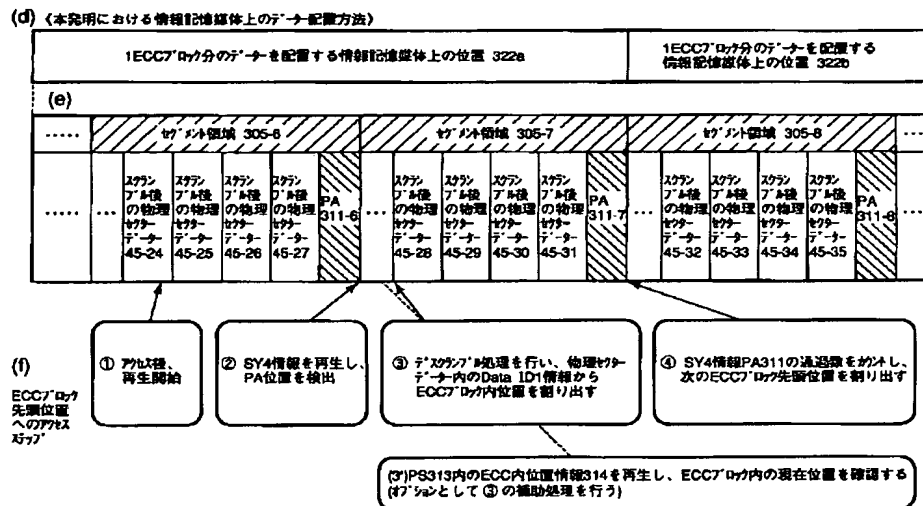 (d) 《本発明における情報記憶媒体上のデーター配置方法》
1ECCブロック分のデーターを配置する情報記憶媒体上の位置 322a
1ECCブロック分のデーターを配置する
情報記憶媒体上の位置 322b
(e)
…… セグメント領域 305-6 セグメント領域 305-7 セグメント領域 305-8 ……
…… …
スクランブル後の物理セクターデーター 45-24
スクランブル後の物理セクターデーター 45-25
スクランブル後の物理セクターデーター 45-26
スクランブル後の物理セクターデーター 45-27
PA 311-6
…
スクランブル後の物理セクターデーター 45-28
スクランブル後の物理セクターデーター 45-29
スクランブル後の物理セクターデーター 45-30
スクランブル後の物理セクターデーター 45-31
PA 311-7
…
スクランブル後の物理セクターデーター 45-32
スクランブル後の物理セクターデーター 45-33
スクランブル後の物理セクターデーター 45-34
スクランブル後の物理セクターデーター 45-35
PA 311-8
……
(f)
ECCブロック
先頭位置
へのアクセス
ステップ
① アクセス後、
再生開始
② SY4情報を再生し、
PA位置を検出
③ デスクランブル処理を行い、物理セクター
データー内のData ID1情報から
ECCブロック内位置を割り出す
④ SY4情報PA311の通過数をカウントし、
次のECCブロック先頭位置を割り出す
(3')PS313内のECC内位置情報314を再生し、ECCブロック内の現在位置を確認する
(オプションとして③の補助処理を行う)